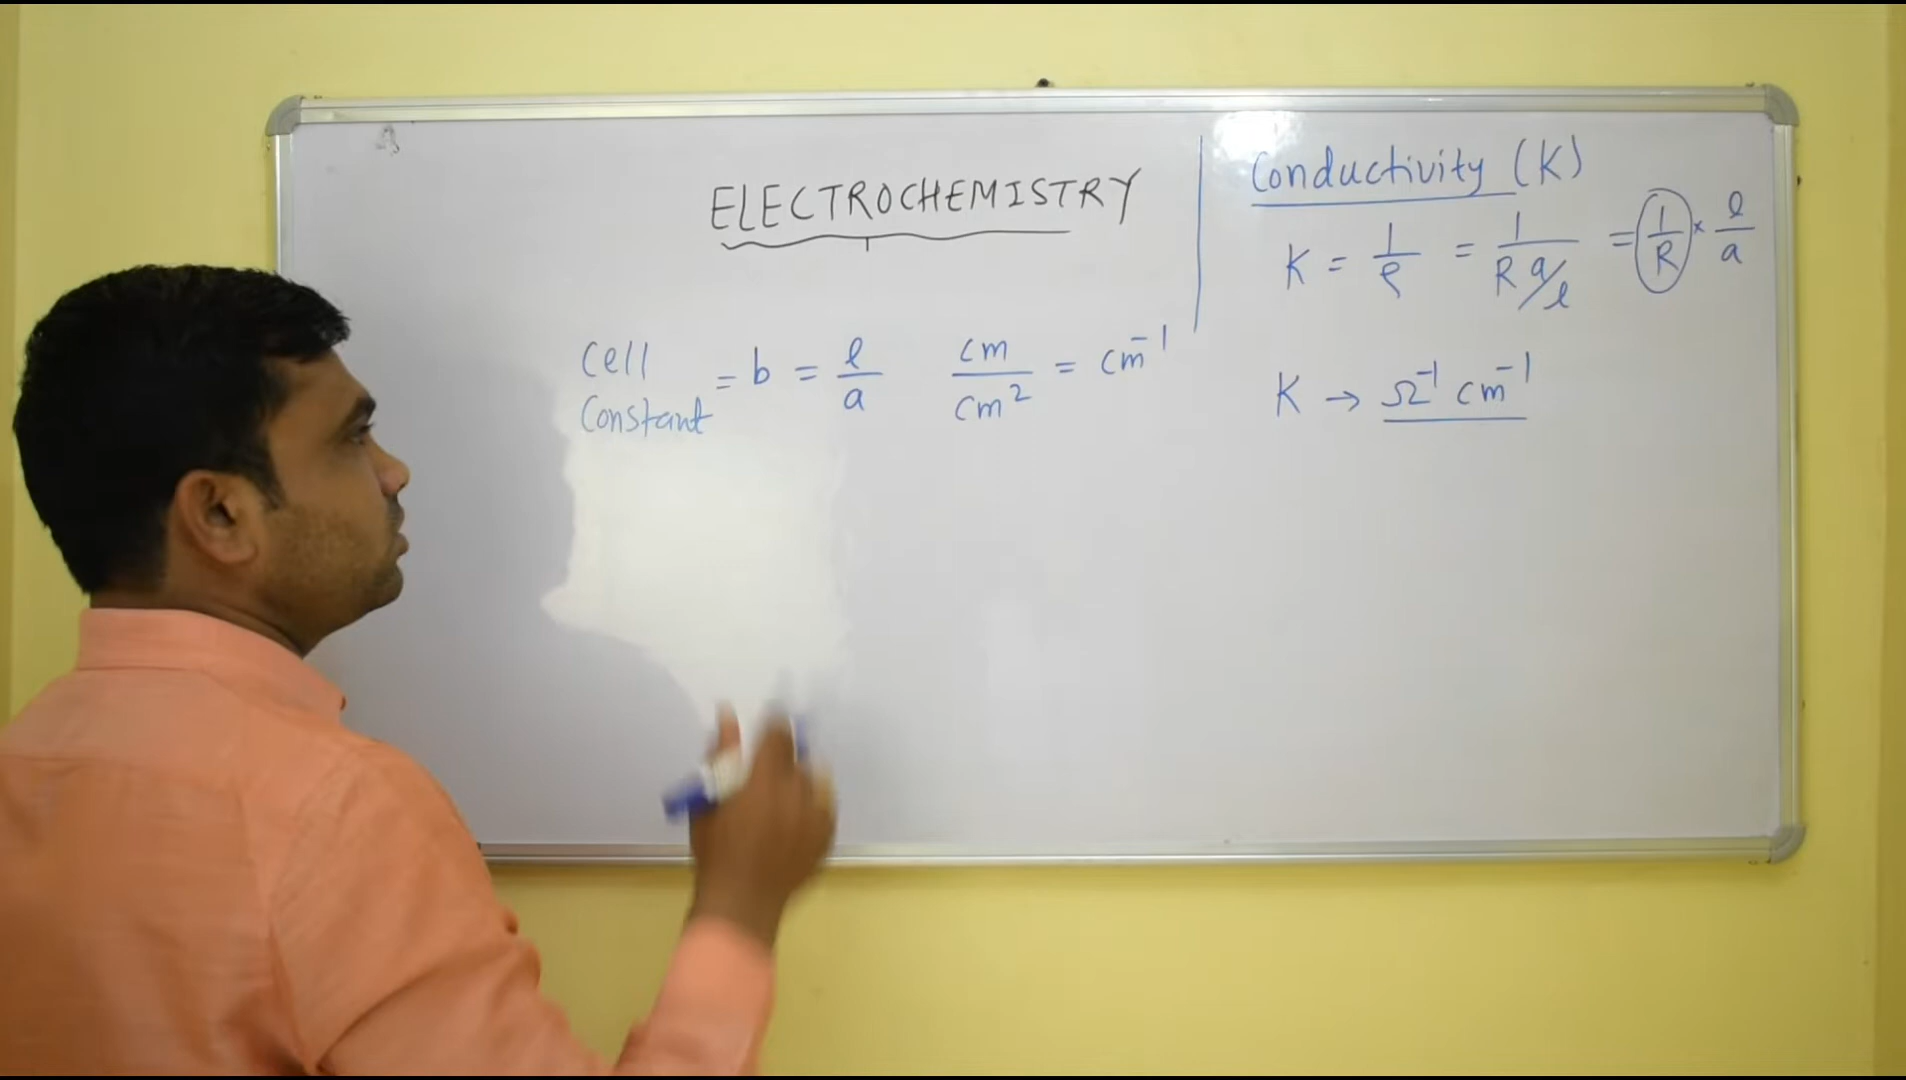 ELECTROCHEMISTRY
Cell Constant = b = l/a cm/cm² = cm⁻¹
Conductivity (K)
K = 1/ρ = 1/(R a/l) = (1/R) × l/a
K → Ω⁻¹ cm⁻¹